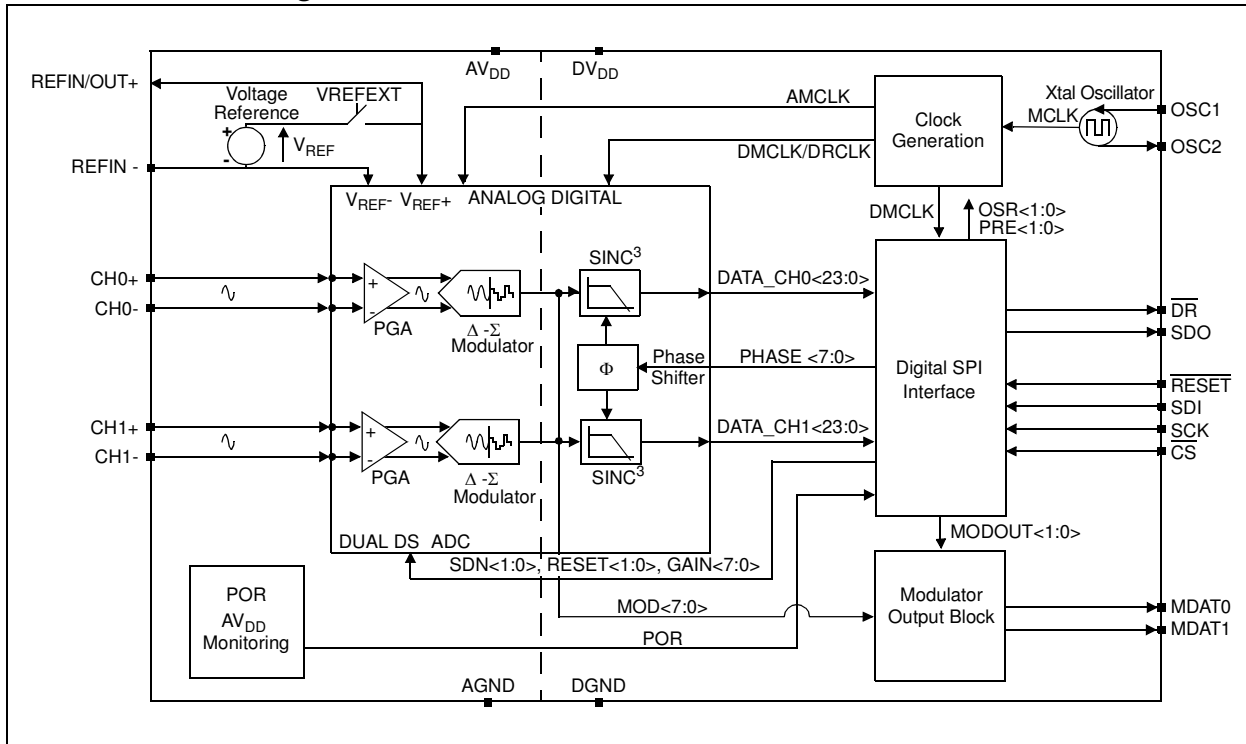 AVDD
DVDD
REFIN/OUT+
Voltage
Reference
VREFEXT
+
-
VREF
REFIN -
AMCLK
DMCLK/DRCLK
Clock
Generation
Xtal Oscillator
MCLK
OSC1
OSC2
VREF- VREF+
ANALOG DIGITAL
DMCLK
OSR<1:0>
PRE<1:0>
CH0+
CH0-
+
-
PGA
Δ -Σ
Modulator
SINC3
DATA_CH0<23:0>
Φ
Phase
Shifter
PHASE <7:0>
Digital SPI
Interface
DR
SDO
RESET
SDI
SCK
CS
CH1+
CH1-
+
-
PGA
Δ -Σ
Modulator
SINC3
DATA_CH1<23:0>
DUAL DS ADC
SDN<1:0>, RESET<1:0>, GAIN<7:0>
MODOUT<1:0>
POR
AVDD
Monitoring
MOD<7:0>
POR
Modulator
Output Block
MDAT0
MDAT1
AGND
DGND